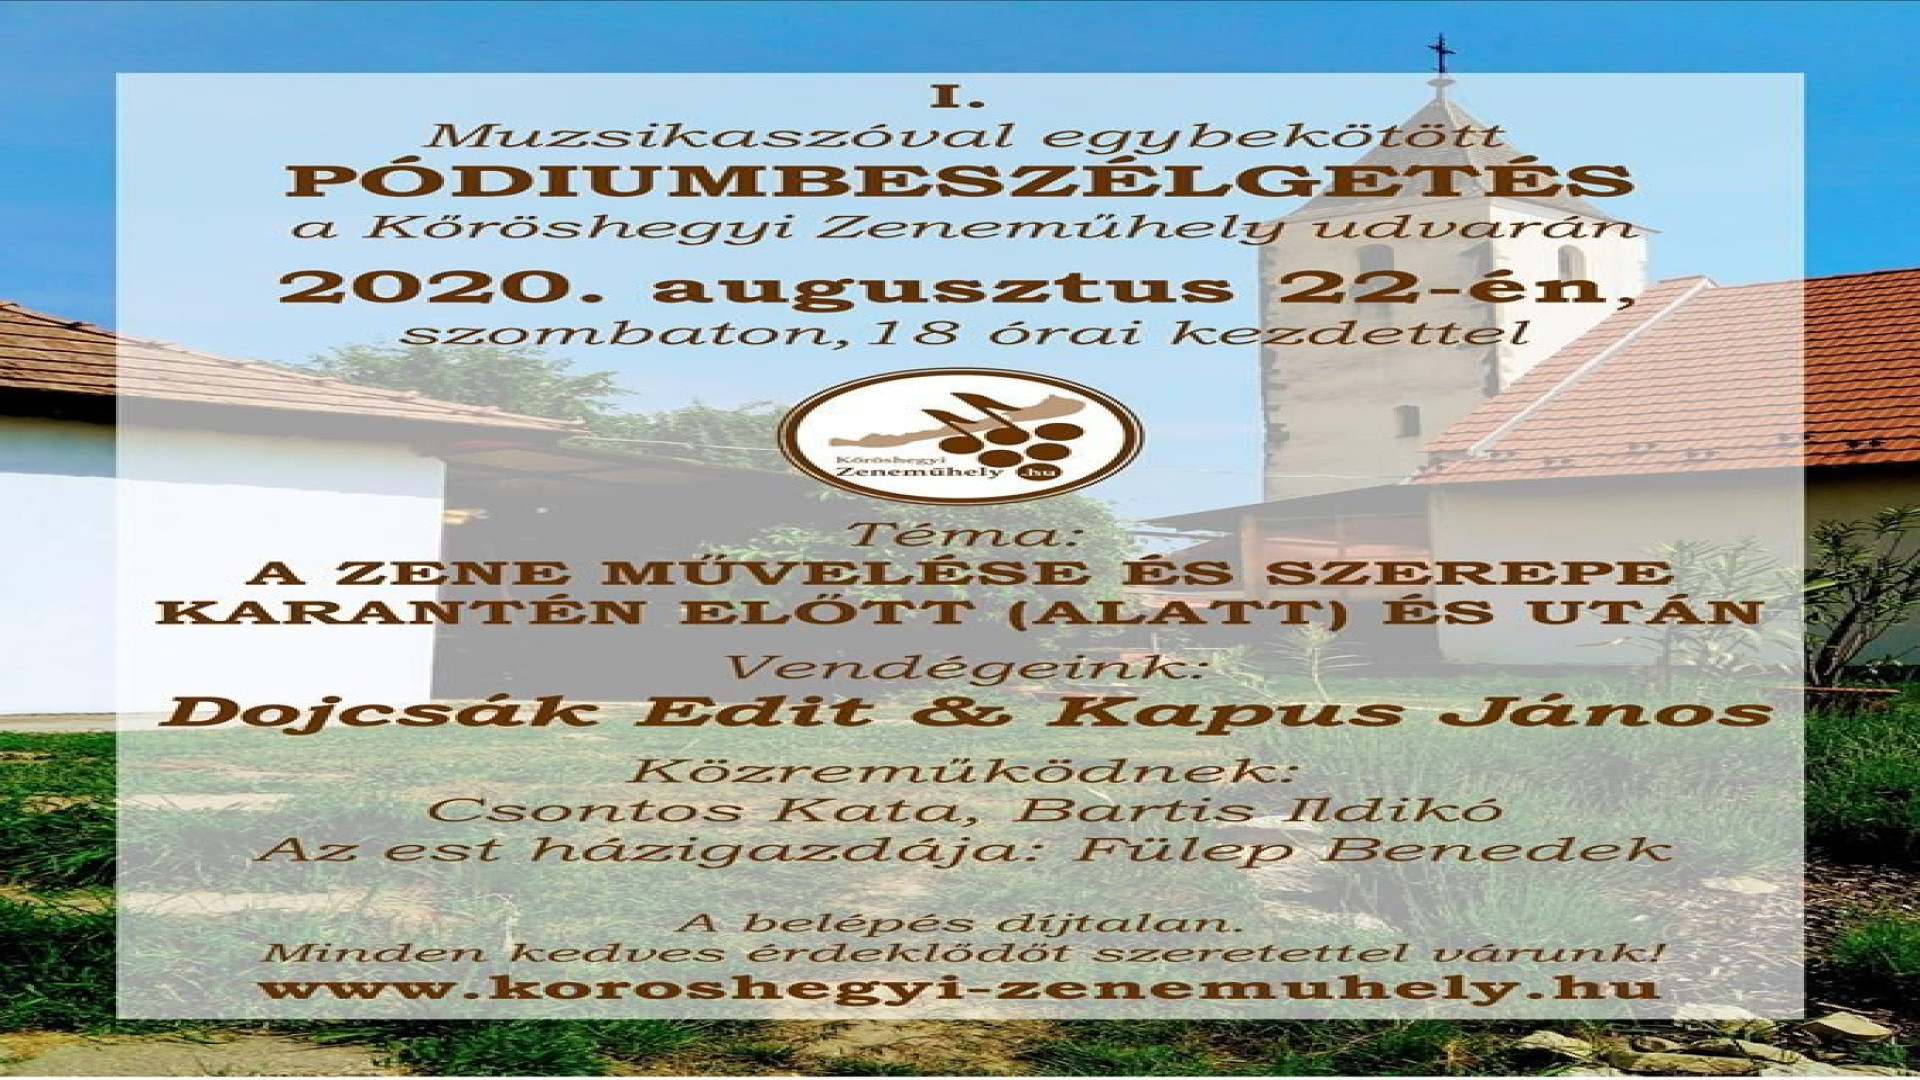 I.
Muzsikaszóval egybekötött
PÓDIUMBESZÉLGETÉS
a Kőröshegyi Zeneműhely udvarán
2020. augusztus 22-én,
szombaton, 18 órai kezdettel
Kőröshegyi
Zeneműhely .hu
Téma:
A ZENE MŰVELÉSE ÉS SZEREPE
KARANTÉN ELŐTT (ALATT) ÉS UTÁN
Vendégeink:
Dojcsák Edit & Kapus János
Közreműködnek:
Csontos Kata, Bartis Ildikó
Az est házigazdája: Fülep Benedek
A belépés díjtalan.
Minden kedves érdeklődőt szeretettel várunk!
www.koroshegyi-zenemuhely.hu